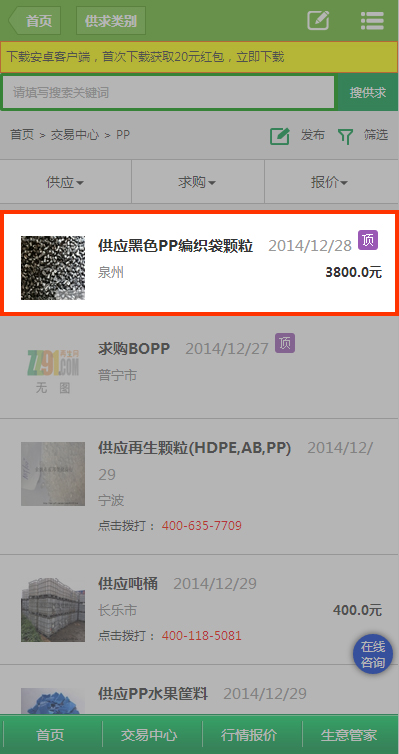 首页 供求类别
下载安卓客户端，首次下载获取20元红包，立即下载
请填写搜索关键词 搜供求
首页 > 交易中心 > PP 发布 筛选
供应 求购 报价
供应黑色PP编织袋颗粒 2014/12/28 顶
泉州 3800.0元
求购BOPP 2014/12/27 顶
普宁市
无 图
供应再生颗粒(HDPE,AB,PP) 2014/12/
29
宁波
点击拨打： 400-635-7709
供应吨桶 2014/12/29
长乐市 400.0元
点击拨打： 400-118-5081
在线
咨询
供应PP水果筐料 2014/12/29
首页 交易中心 行情报价 生意管家